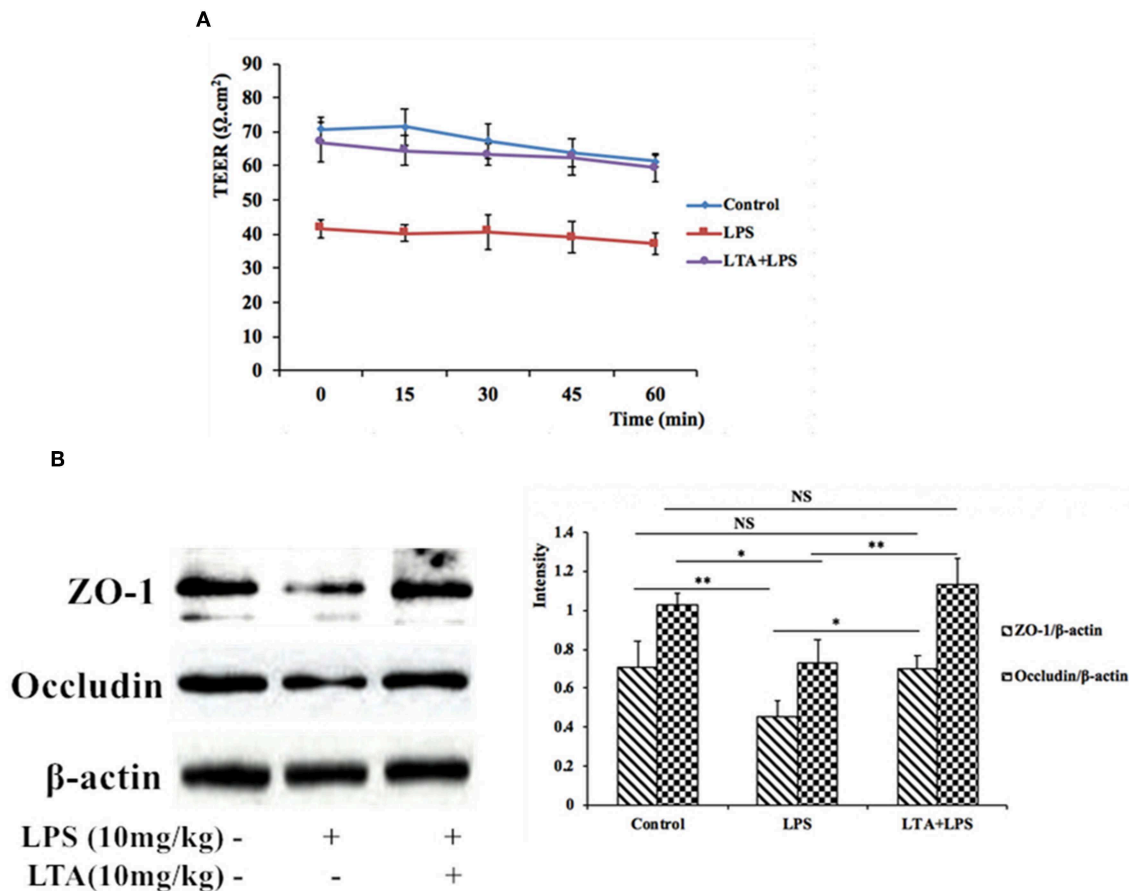 A
TEER (Ω.cm²)
90
80
70
60
50
40
30
20
10
0
0 15 30 45 60
Time (min)
Control
LPS
LTA+LPS
B
ZO-1
Occludin
β-actin
LPS (10mg/kg) - + +
LTA(10mg/kg) - - +
Intensity
1.4
1.2
1
0.8
0.6
0.4
0.2
0
NS
NS
* **
**
*
Control LPS LTA+LPS
ZO-1/β-actin
Occludin/β-actin